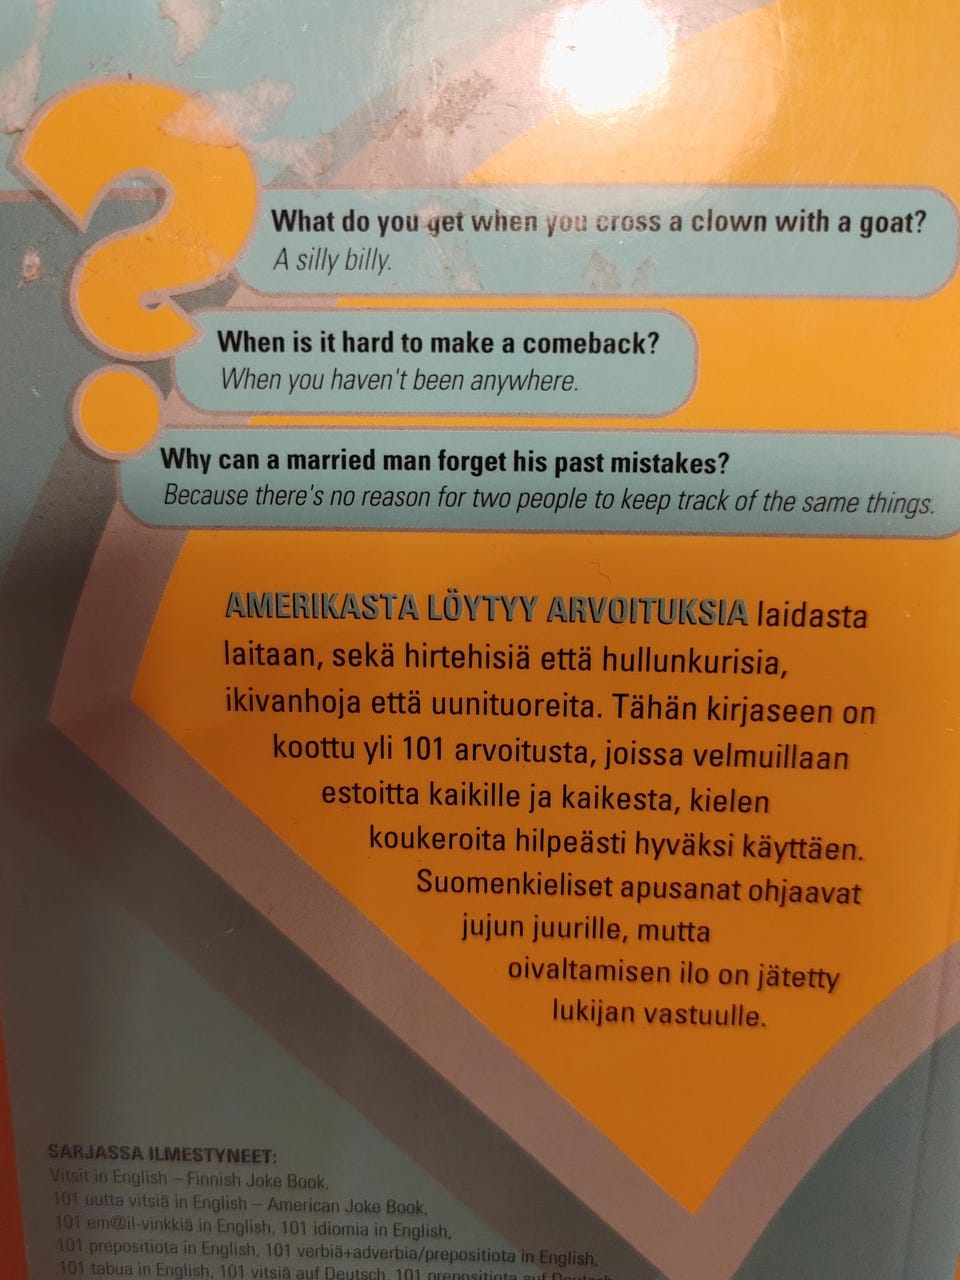 What do you get when you cross a clown with a goat?
A silly billy.
When is it hard to make a comeback?
When you haven't been anywhere.
Why can a married man forget his past mistakes?
Because there's no reason for two people to keep track of the same things.
AMERIKASTA LÖYTYY ARVOITUKSIA laidasta
laitaan, sekä hirtehisiä että hullunkurisia,
ikivanhoja että uunituoreita. Tähän kirjaseen on
koottu yli 101 arvoitusta, joissa velmuillaan
estoitta kaikille ja kaikesta, kielen
koukeroita hilpeästi hyväksi käyttäen.
Suomenkieliset apusanat ohjaavat
jujun juurille, mutta
oivaltamisen ilo on jätetty
lukijan vastuulle.
SARJASSA ILMESTYNEET:
Vitsit in English – Finnish Joke Book,
101 uutta vitsiä in English – American Joke Book,
101 em@il-vinkkiä in English, 101 idiomia in English,
101 prepositiota in English, 101 verbiä+adverbia/prepositiota in English,
101 tabua in English, 101 vitsiä auf Deutsch, 101 prepositiota auf Deutsch